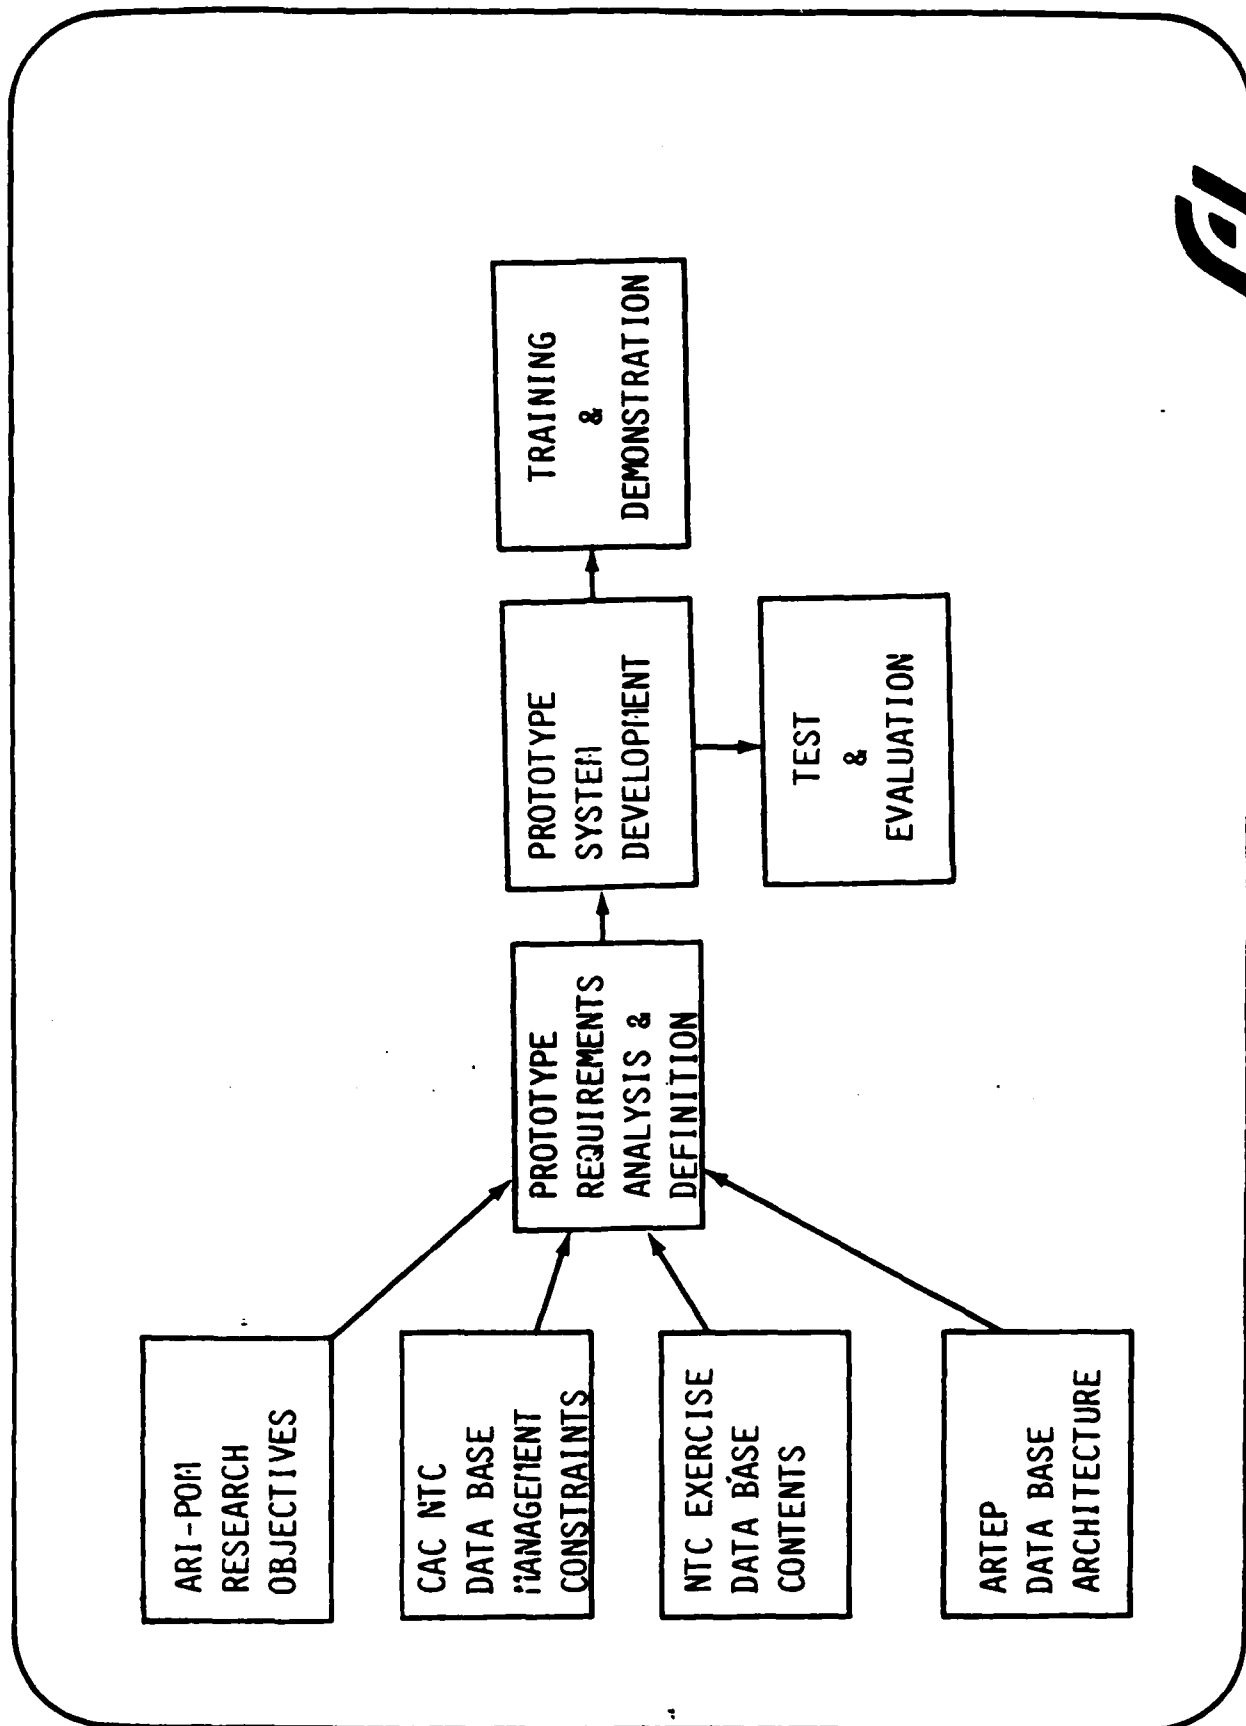 ARI-POM
RESEARCH
OBJECTIVES
CAC NTC
DATA BASE
MANAGEMENT
CONSTRAINTS
NTC EXERCISE
DATA BASE
CONTENTS
ARTEP
DATA BASE
ARCHITECTURE
PROTOTYPE
REQUIREMENTS
ANALYSIS &
DEFINITION
PROTOTYPE
SYSTEM
DEVELOPMENT
TEST
&
EVALUATION
TRAINING
&
DEMONSTRATION